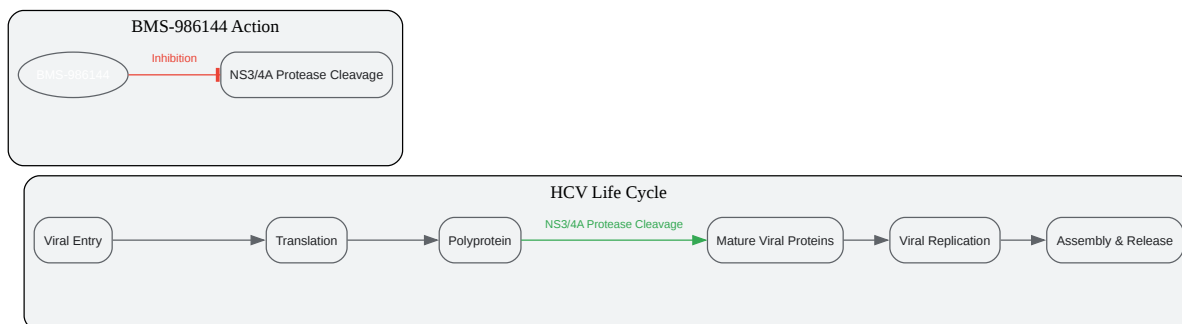 BMS-986144 Action
Inhibition
BMS-986144
NS3/4A Protease Cleavage
HCV Life Cycle
NS3/4A Protease Cleavage
Viral Entry
Translation
Polyprotein
Mature Viral Proteins
Viral Replication
Assembly & Release